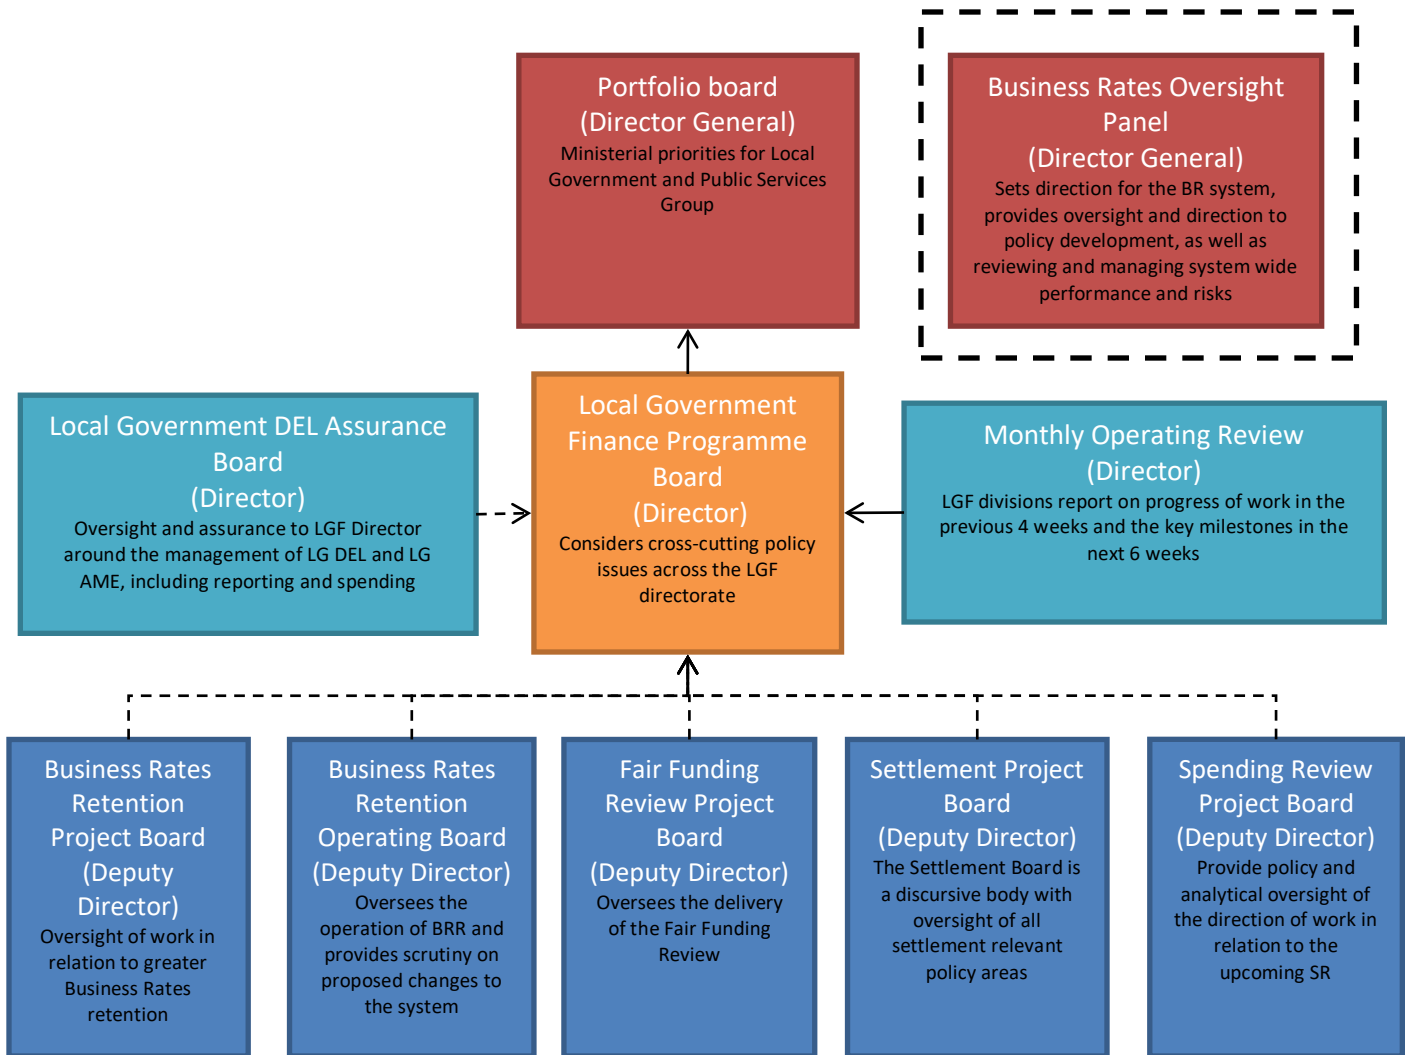 Portfolio board
(Director General)
Ministerial priorities for Local
Government and Public Services
Group
Business Rates Oversight
Panel
(Director General)
Sets direction for the BR system,
provides oversight and direction to
policy development, as well as
reviewing and managing system wide
performance and risks
Local Government DEL Assurance
Board
(Director)
Oversight and assurance to LGF Director
around the management of LG DEL and LG
AME, including reporting and spending
Local Government
Finance Programme
Board
(Director)
Considers cross-cutting policy
issues across the LGF
directorate
Monthly Operating Review
(Director)
LGF divisions report on progress of work in the
previous 4 weeks and the key milestones in the
next 6 weeks
Business Rates
Retention
Project Board
(Deputy
Director)
Oversight of work in
relation to greater
Business Rates
retention
Business Rates
Retention
Operating Board
(Deputy Director)
Oversees the
operation of BRR and
provides scrutiny on
proposed changes to
the system
Fair Funding
Review Project
Board
(Deputy Director)
Oversees the delivery
of the Fair Funding
Review
Settlement Project
Board
(Deputy Director)
The Settlement Board is
a discursive body with
oversight of all
settlement relevant
policy areas
Spending Review
Project Board
(Deputy Director)
Provide policy and
analytical oversight of
the direction of work in
relation to the
upcoming SR